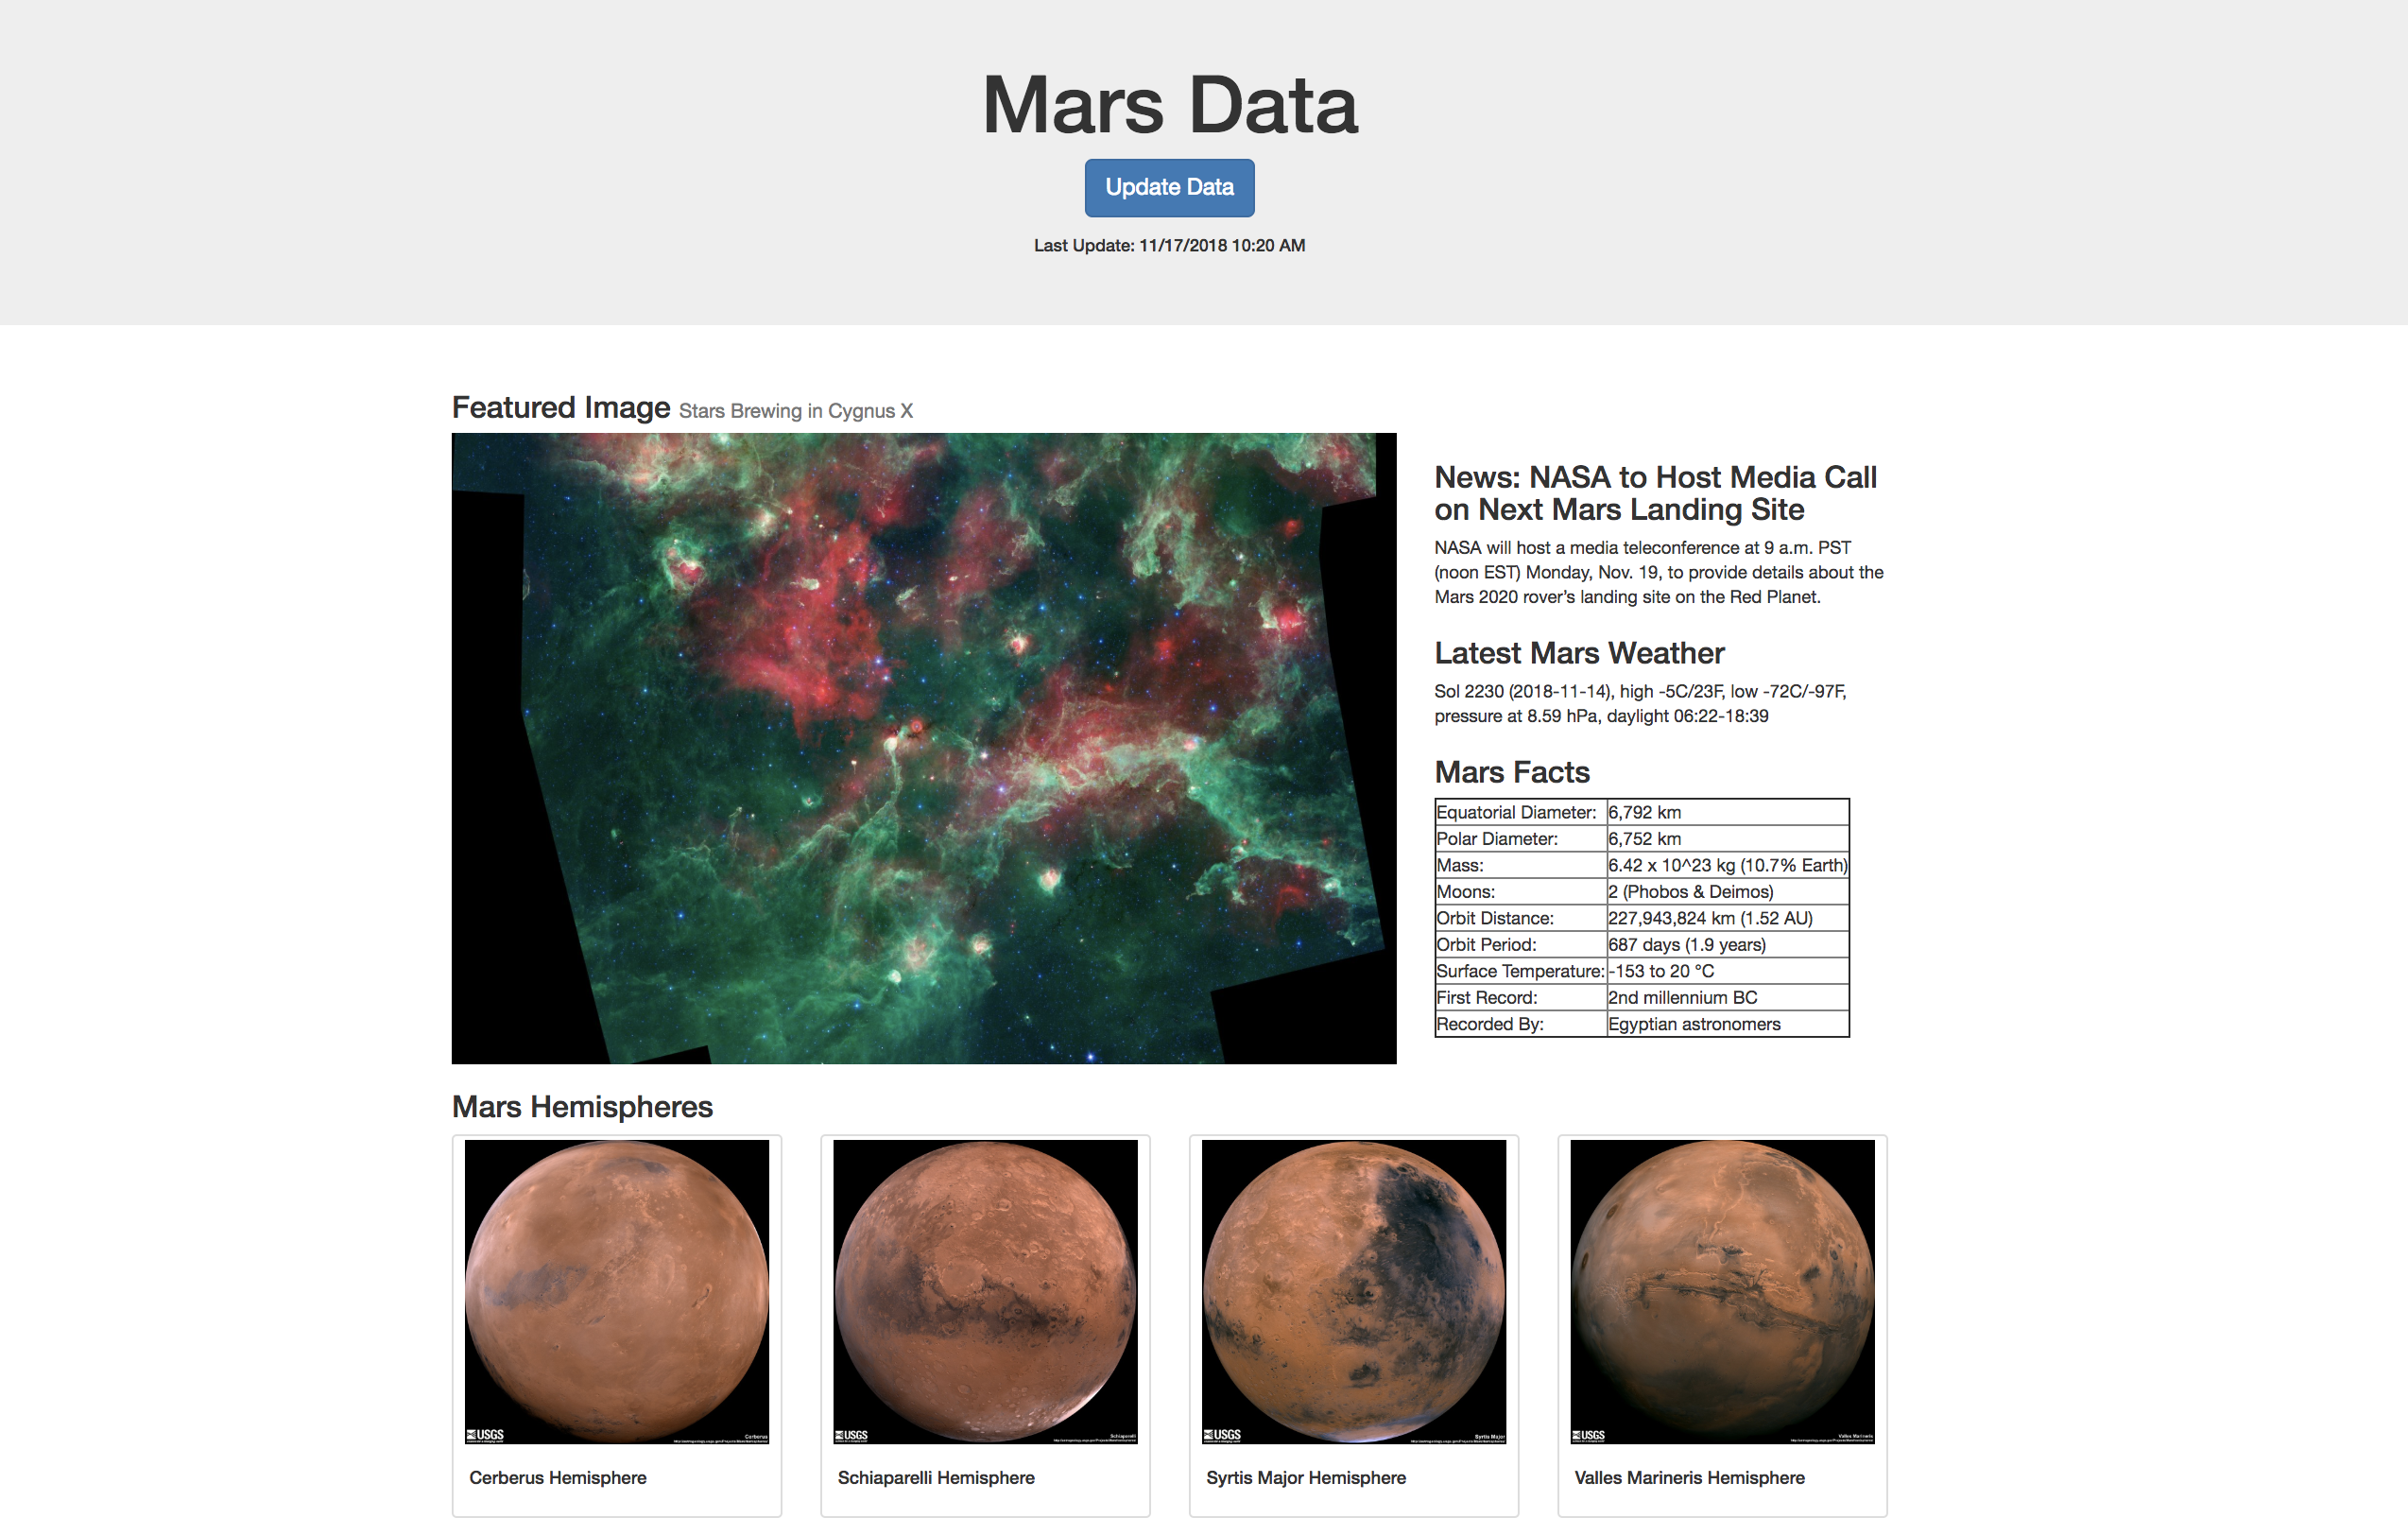 Mars Data
Update Data
Last Update: 11/17/2018 10:20 AM
Featured Image Stars Brewing in Cygnus X
News: NASA to Host Media Call
on Next Mars Landing Site
NASA will host a media teleconference at 9 a.m. PST
(noon EST) Monday, Nov. 19, to provide details about the
Mars 2020 rover’s landing site on the Red Planet.
Latest Mars Weather
Sol 2230 (2018-11-14), high -5C/23F, low -72C/-97F,
pressure at 8.59 hPa, daylight 06:22-18:39
Mars Facts
Equatorial Diameter: 6,792 km
Polar Diameter: 6,752 km
Mass: 6.42 x 10^23 kg (10.7% Earth)
Moons: 2 (Phobos & Deimos)
Orbit Distance: 227,943,824 km (1.52 AU)
Orbit Period: 687 days (1.9 years)
Surface Temperature: -153 to 20 °C
First Record: 2nd millennium BC
Recorded By: Egyptian astronomers
Mars Hemispheres
USGS
Cerberus
USGS
Schiaparelli
USGS
Syrtis Major
USGS
Valles Marineris
Cerberus Hemisphere
Schiaparelli Hemisphere
Syrtis Major Hemisphere
Valles Marineris Hemisphere